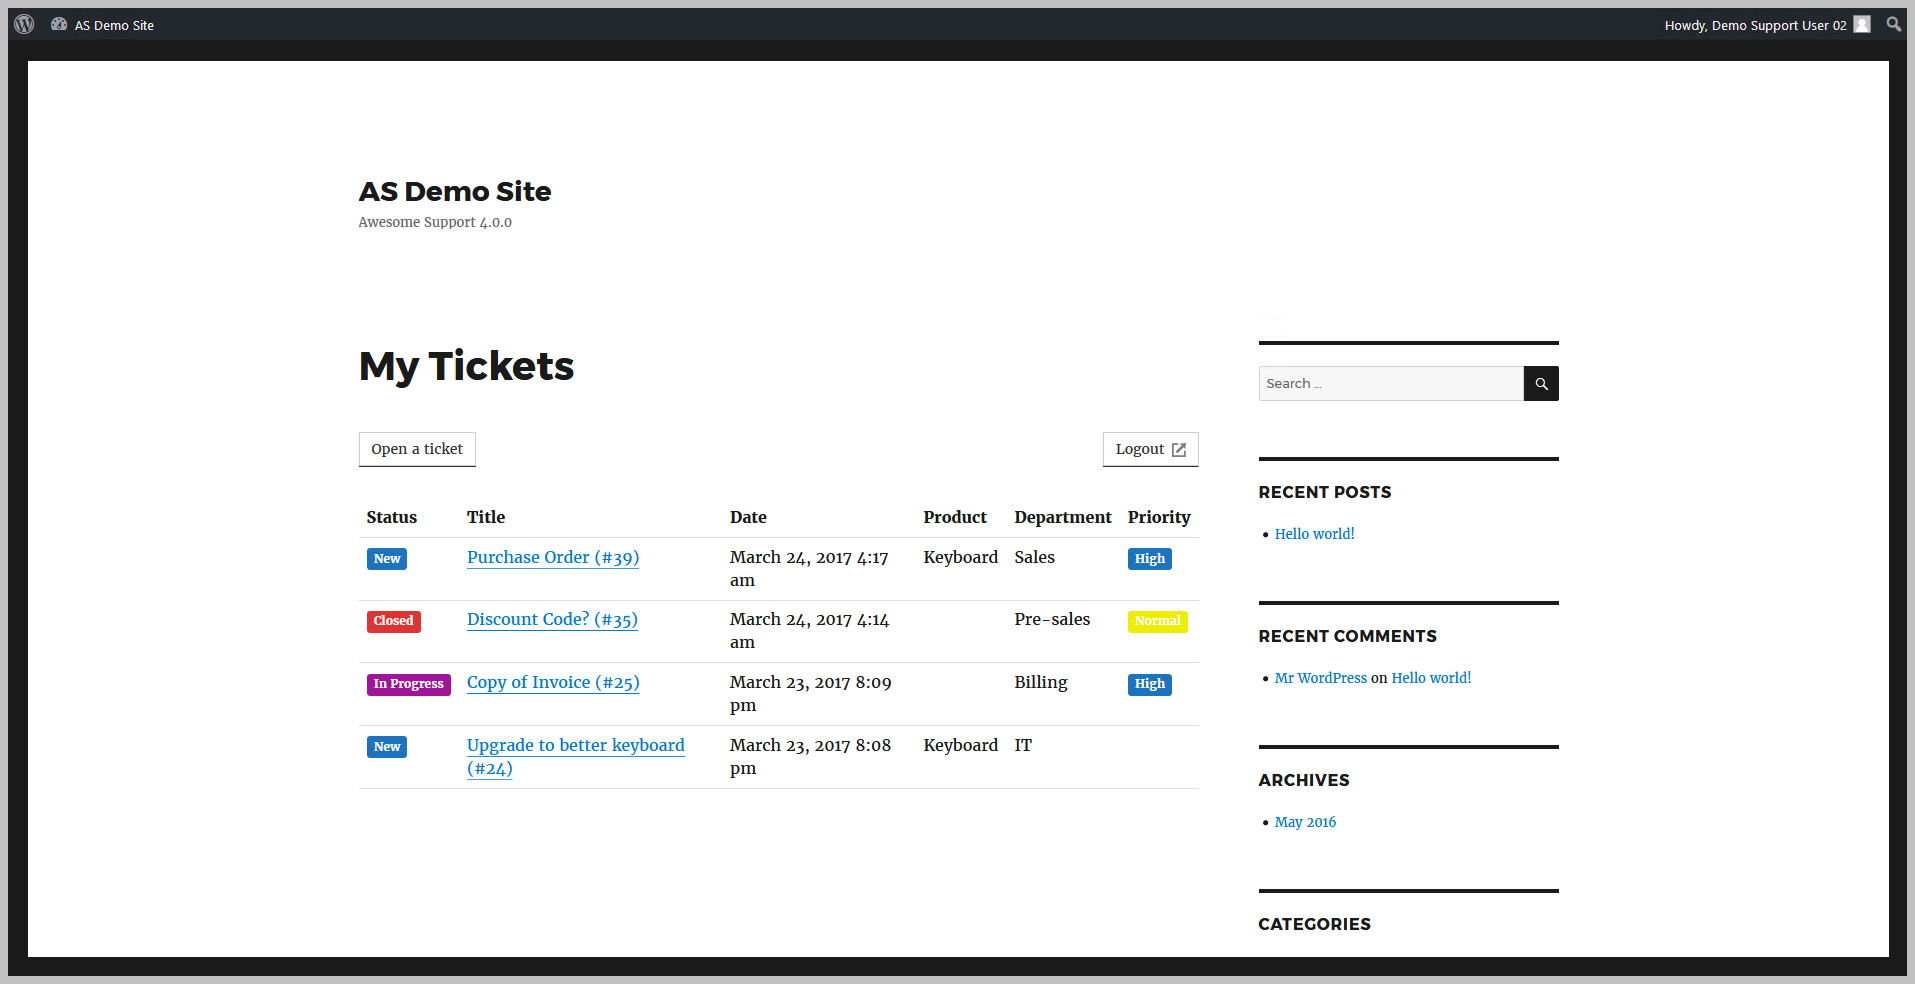 AS Demo Site
Howdy, Demo Support User 02
AS Demo Site
Awesome Support 4.0.0
My Tickets
Open a ticket
Logout
Status Title Date Product Department Priority
New Purchase Order (#39) March 24, 2017 4:17 Keyboard Sales High
am
Closed Discount Code? (#35) March 24, 2017 4:14 Pre-sales Normal
am
In Progress Copy of Invoice (#25) March 23, 2017 8:09 Billing High
pm
New Upgrade to better keyboard March 23, 2017 8:08 Keyboard IT
(#24) pm
Search ...
RECENT POSTS
Hello world!
RECENT COMMENTS
Mr WordPress on Hello world!
ARCHIVES
May 2016
CATEGORIES